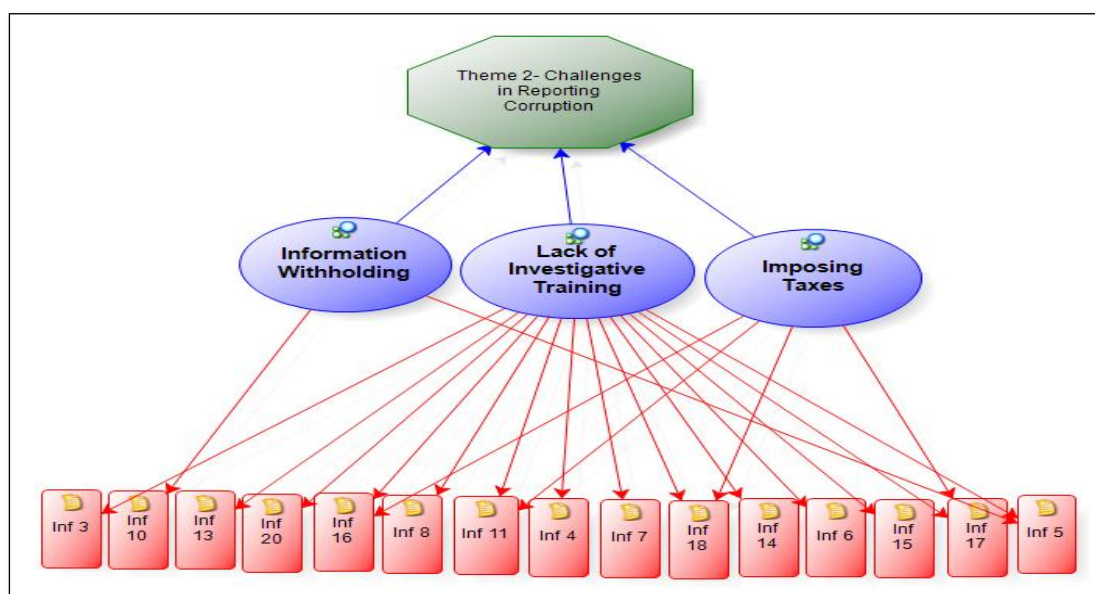 Theme 2- Challenges
in Reporting
Corruption
Information
Withholding
Lack of
Investigative
Training
Imposing
Taxes
Inf 3
Inf
10
Inf
13
Inf
20
Inf
16
Inf 8
Inf 11
Inf 4
Inf 7
Inf
18
Inf
14
Inf 6
Inf
15
Inf
17
Inf 5